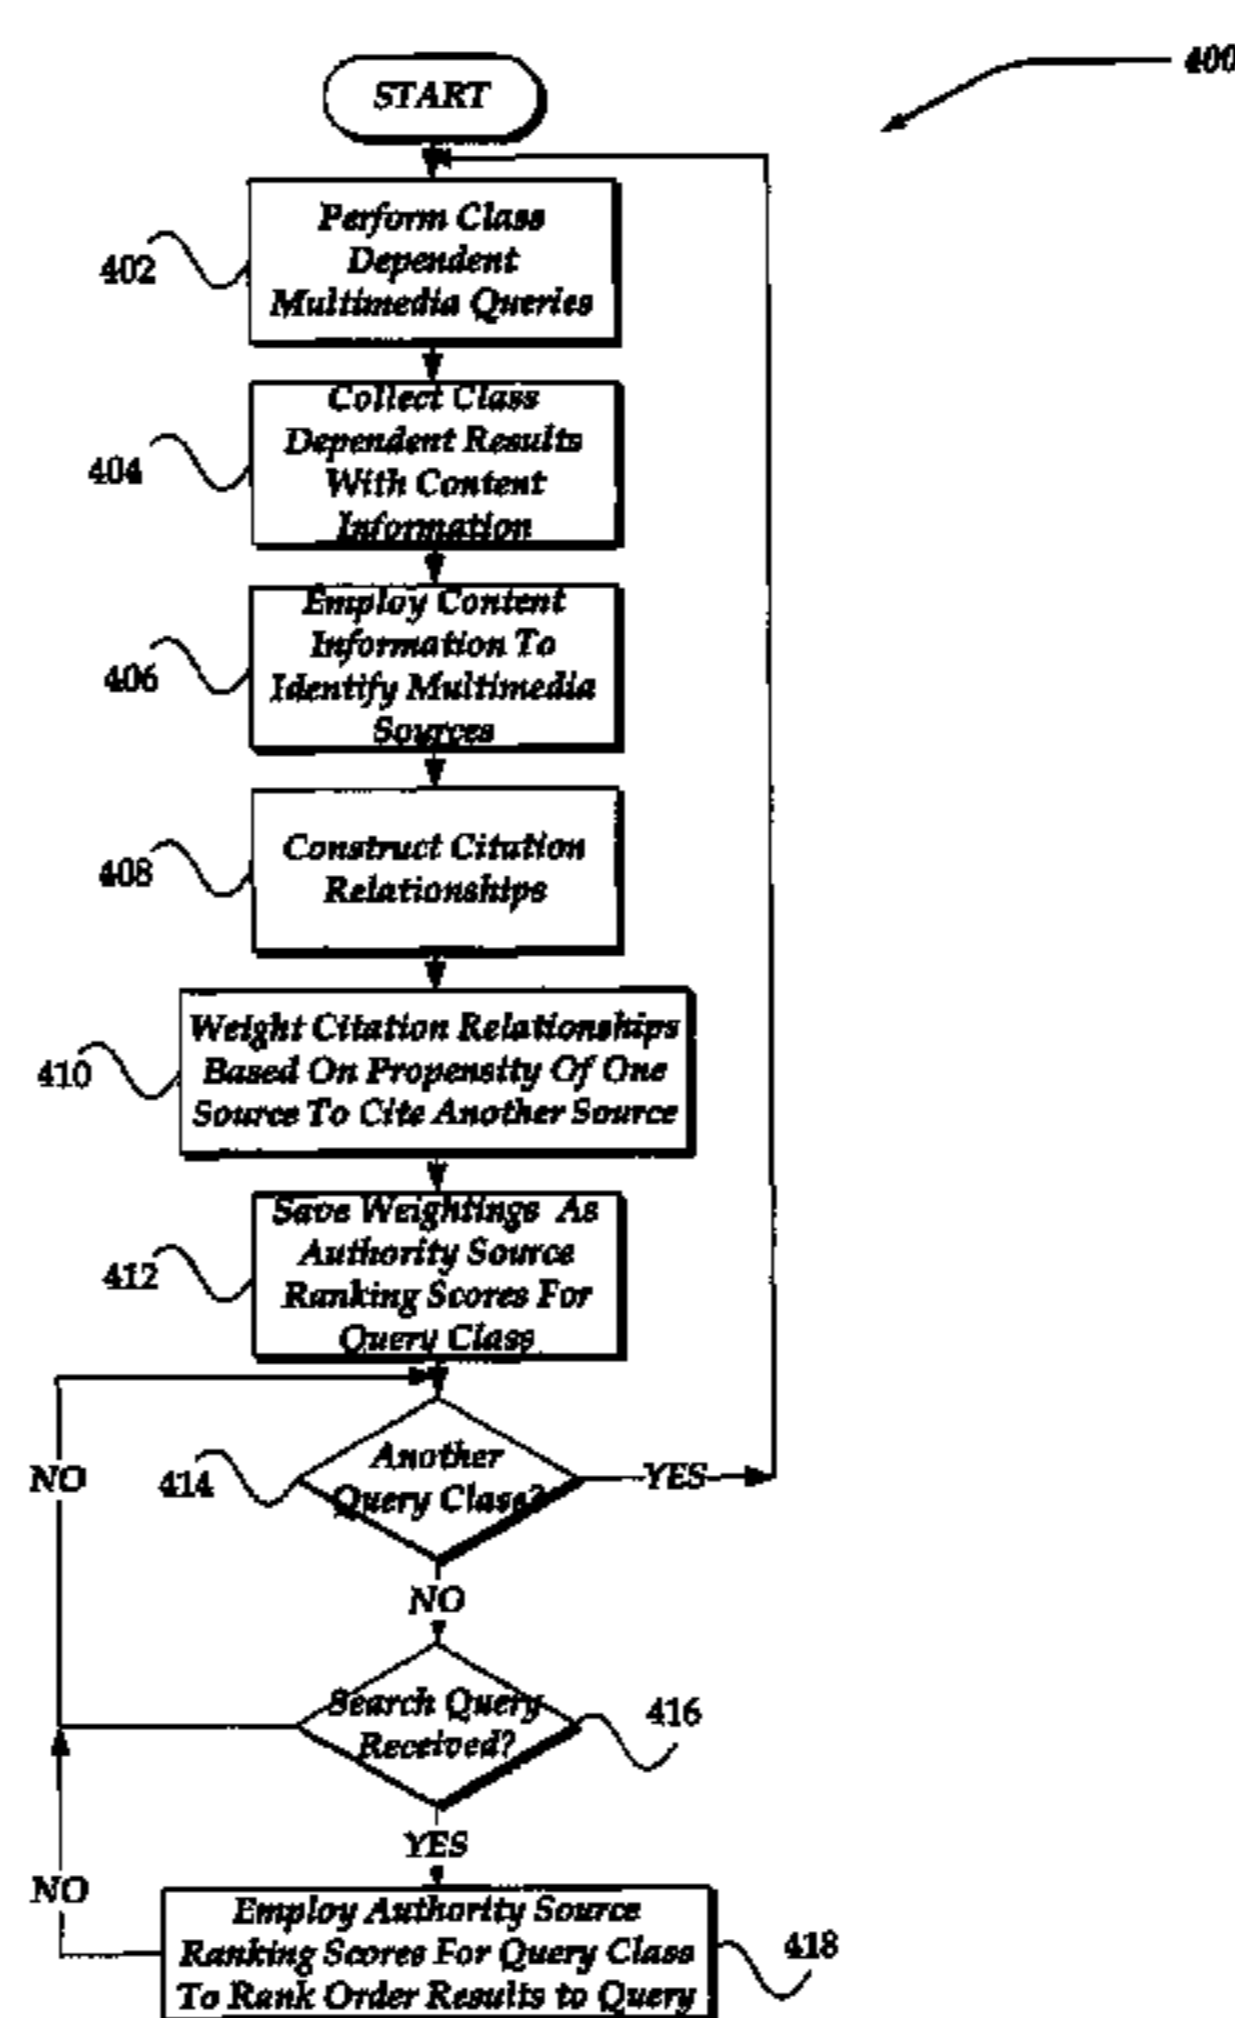 400
START
Perform Class
Dependent
Multimedia Queries
402
Collect Class
Dependent Results
With Content
Information
404
Employ Content
Information To
Identify Multimedia
Sources
406
Construct Citation
Relationships
408
Weight Citation Relationships
Based On Propensity Of One
Source To Cite Another Source
410
Save Weightings As
Authority Source
Ranking Scores For
Query Class
412
Another
Query Class?
414
YES
NO
NO
Search Query
Received?
416
YES
NO
Employ Authority Source
Ranking Scores For Query Class
To Rank Order Results to Query
418